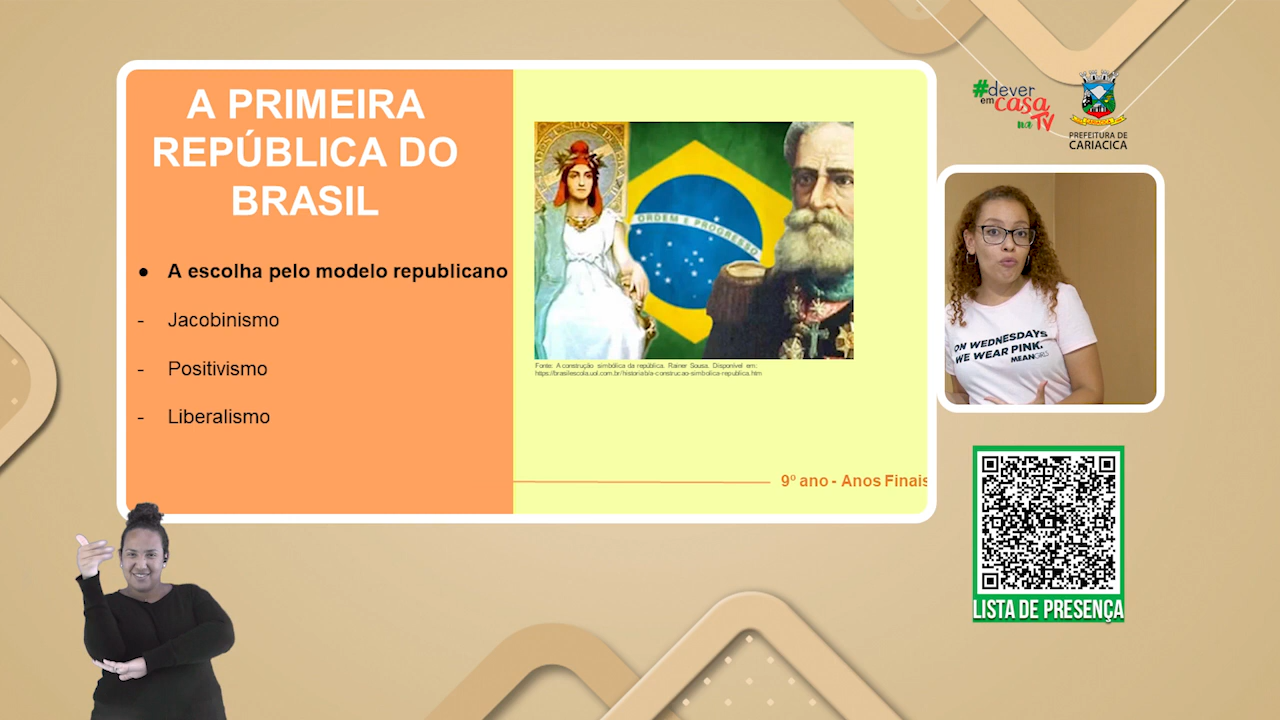 A PRIMEIRA
REPÚBLICA DO
BRASIL
● A escolha pelo modelo republicano
- Jacobinismo
- Positivismo
- Liberalismo
ORDEM E PROGRESSO
Fonte: A construção simbólica da república. Rainer Sousa. Disponível em:
https://brasilescola.uol.com.br/historiab/a-construcao-simbolica-republica.htm
9º ano - Anos Finais
#dever
em casa
na TV
PREFEITURA DE
CARIACICA
ON WEDNESDAYS
WE WEAR PINK.
MEAN GIRLS
LISTA DE PRESENÇA